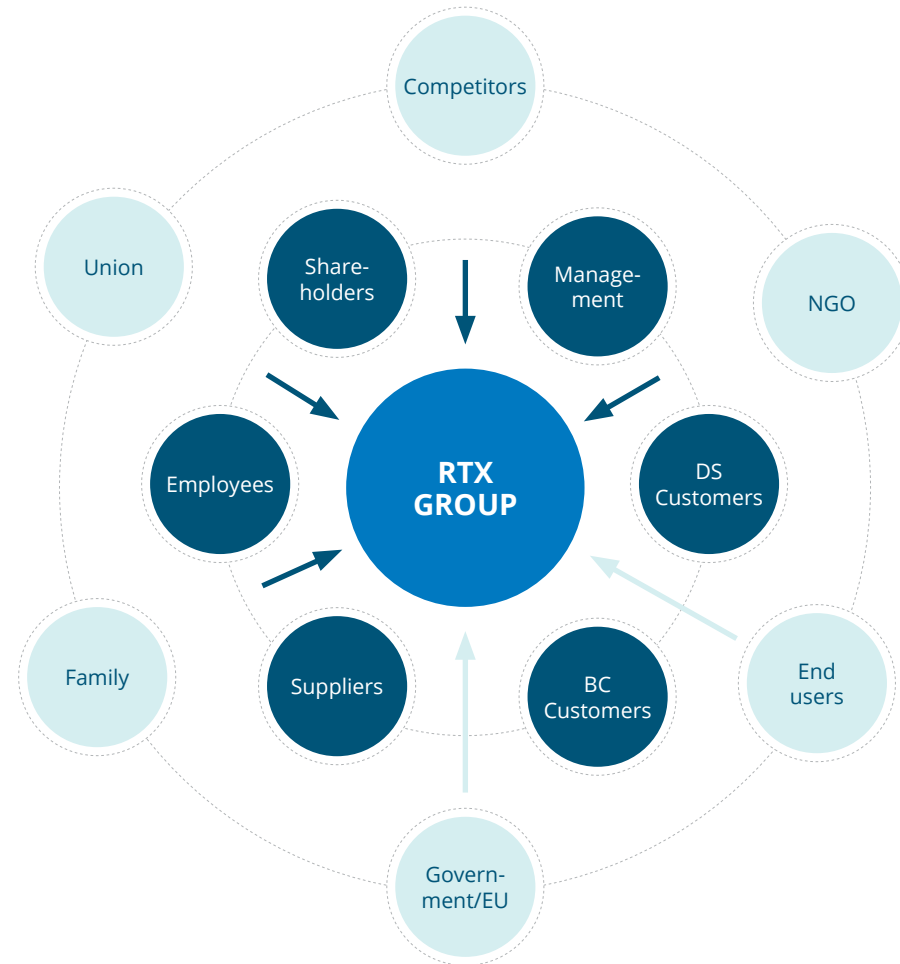 Competitors
Union
Share-
holders
Manage-
ment
NGO
Employees
RTX
GROUP
DS
Customers
Family
Suppliers
BC
Customers
End
users
Govern-
ment/EU